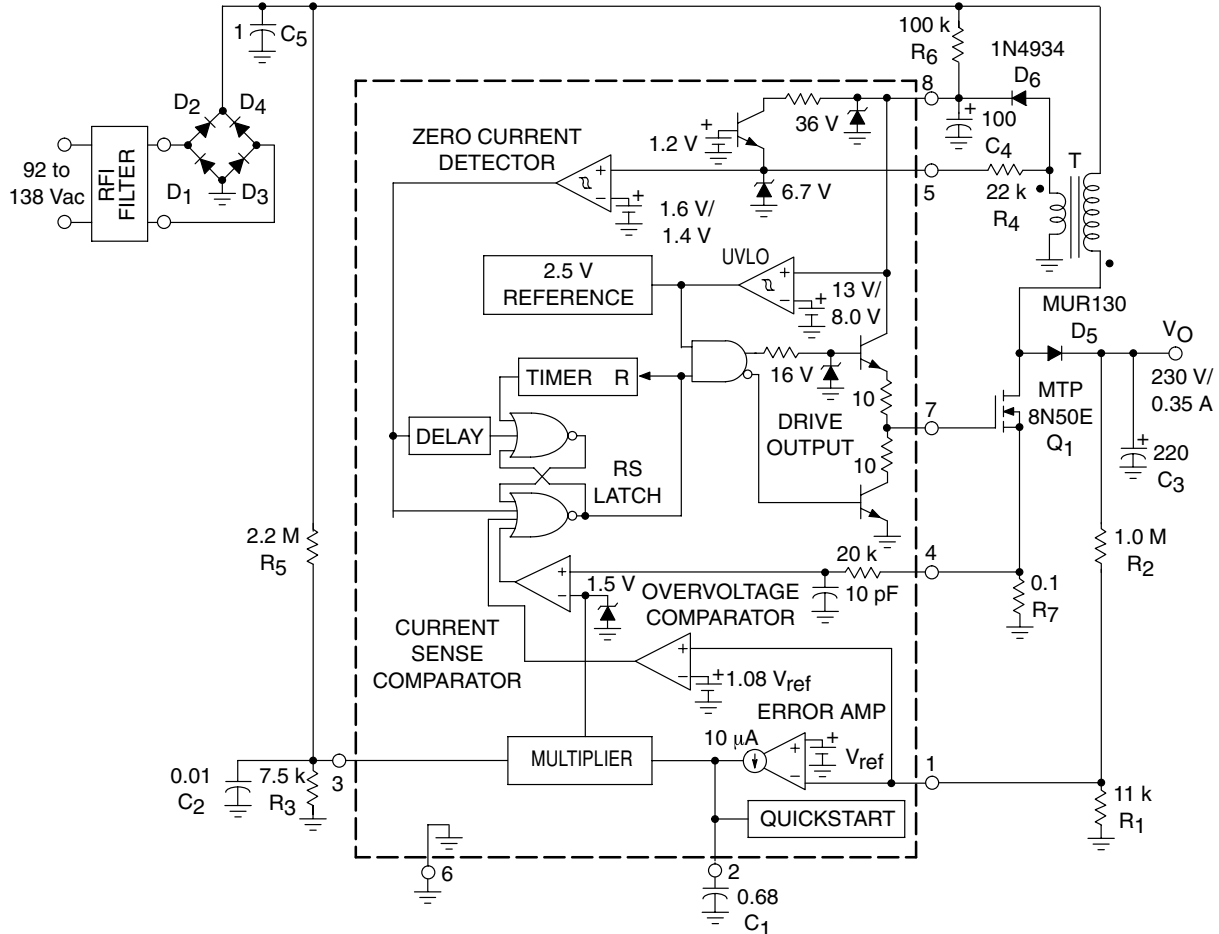 1 C5
100 k
R6
1N4934
D6
8
D2 D4
D1 D3
92 to
138 Vac
RFI
FILTER
36 V
1.2 V
100
C4
ZERO CURRENT
DETECTOR
6.7 V
5
22 k
R4
T
1.6 V/
1.4 V
UVLO
2.5 V
REFERENCE
13 V/
8.0 V
MUR130
D5
VO
230 V/
0.35 A
16 V
TIMER R
10
7
MTP
8N50E
Q1
DELAY
DRIVE
OUTPUT
10
RS
LATCH
220
C3
2.2 M
R5
1.0 M
R2
20 k
4
1.5 V
10 pF
OVERVOLTAGE
COMPARATOR
0.1
R7
CURRENT
SENSE
COMPARATOR
1.08 Vref
ERROR AMP
10 μA
Vref
MULTIPLIER
1
0.01
C2
7.5 k
R3
3
11 k
R1
QUICKSTART
6
2
0.68
C1
+
+
+
−
+
+
−
+
+
+
−
+
−
+
+
+
−